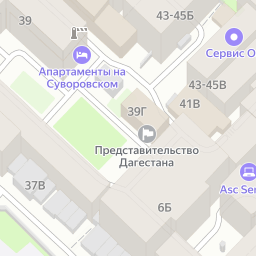 43-45Б
39
Сервис О
Апартаменты на
Суворовском
43-45В
41В
39Г
Представительство
Дагестана
Asc Ser
37В
6Б